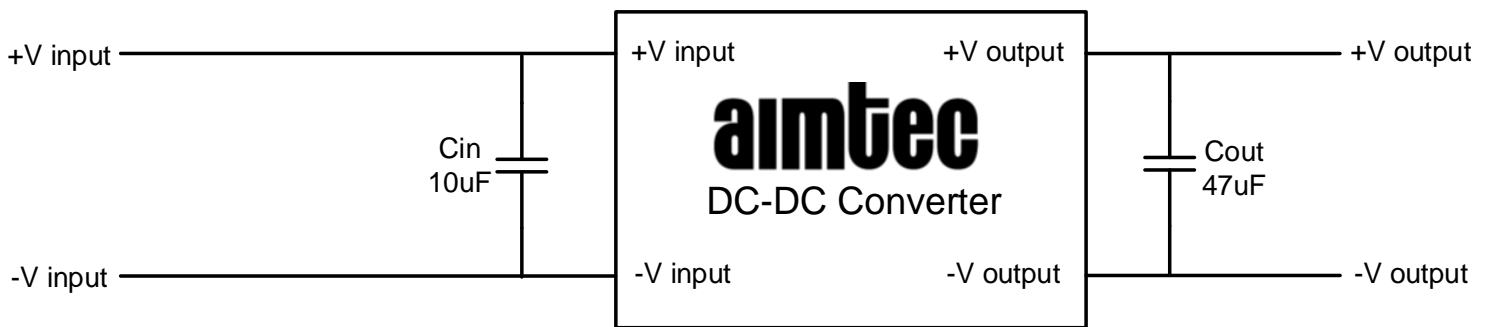 +V input
+V input
+V output
+V output
aimtec
DC-DC Converter
Cin
10uF
Cout
47uF
-V input
-V input
-V output
-V output